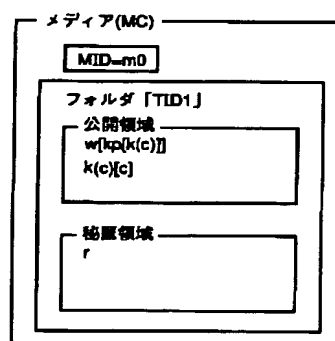 メディア(MC)
MID=m0
フォルダ「TID1」
公開領域
w[kp[k(c)]]
k(c)[c]
秘匿領域
r